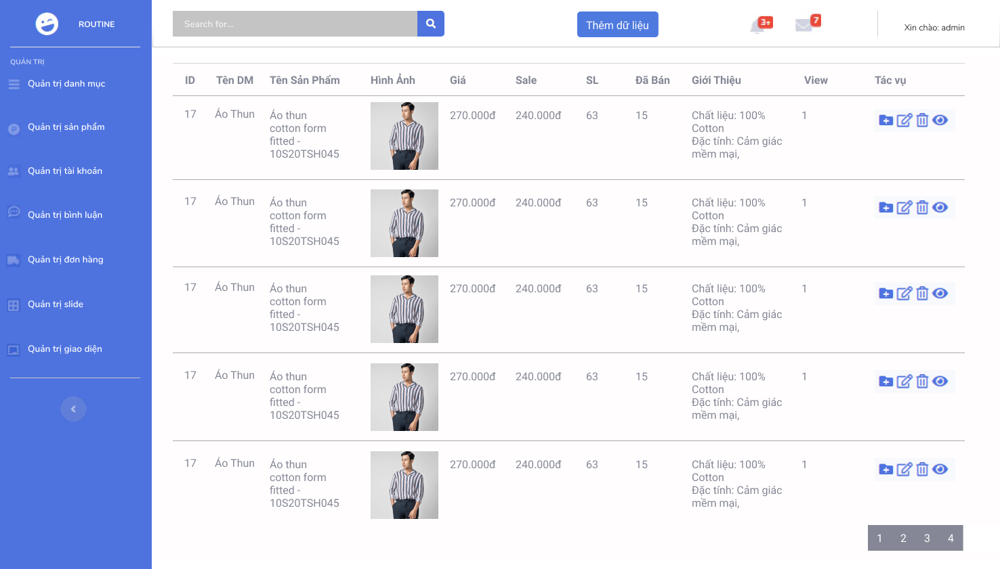 ROUTINE
Search for...
Thêm dữ liệu
3+
7
Xin chào: admin
QUẢN TRỊ
Quản trị danh mục
Quản trị sản phẩm
Quản trị tài khoản
Quản trị bình luận
Quản trị đơn hàng
Quản trị slide
Quản trị giao diện
ID Tên DM Tên Sản Phẩm Hình Ảnh Giá Sale SL Đã Bán Giới Thiệu View Tác vụ
17 Áo Thun Áo thun 270.000đ 240.000đ 63 15 Chất liệu: 100% 1
cotton form Cotton
fitted - Đặc tính: Cảm giác
10S20TSH045 mềm mại,
17 Áo Thun Áo thun 270.000đ 240.000đ 63 15 Chất liệu: 100% 1
cotton form Cotton
fitted - Đặc tính: Cảm giác
10S20TSH045 mềm mại,
17 Áo Thun Áo thun 270.000đ 240.000đ 63 15 Chất liệu: 100% 1
cotton form Cotton
fitted - Đặc tính: Cảm giác
10S20TSH045 mềm mại,
17 Áo Thun Áo thun 270.000đ 240.000đ 63 15 Chất liệu: 100% 1
cotton form Cotton
fitted - Đặc tính: Cảm giác
10S20TSH045 mềm mại,
17 Áo Thun Áo thun 270.000đ 240.000đ 63 15 Chất liệu: 100% 1
cotton form Cotton
fitted - Đặc tính: Cảm giác
10S20TSH045 mềm mại,
1 2 3 4